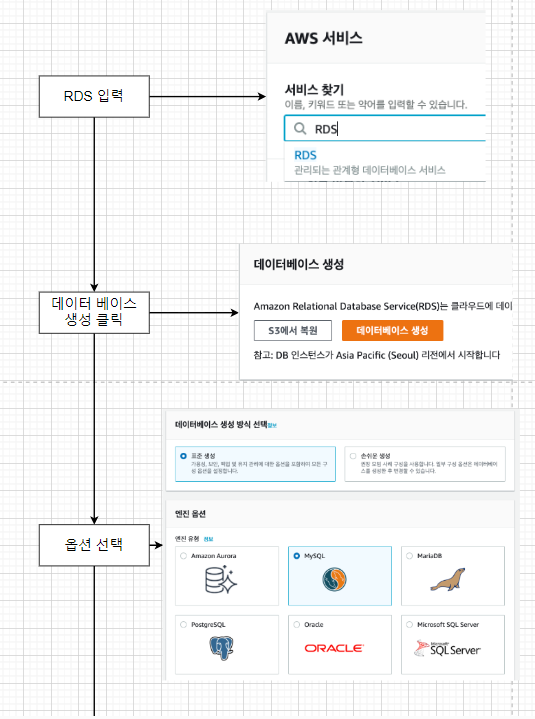 AWS 서비스
RDS 입력
서비스 찾기
이름, 키워드 또는 약어를 입력할 수 있습니다.
RDS
RDS
관리되는 관계형 데이터베이스 서비스
데이터 베이스
생성 클릭
데이터베이스 생성
Amazon Relational Database Service(RDS)는 클라우드에 데이
S3에서 복원
데이터베이스 생성
참고: DB 인스턴스가 Asia Pacific (Seoul) 리전에서 시작합니다
옵션 선택
데이터베이스 생성 방식 선택 정보
표준 생성
가용성, 보안, 백업 및 유지 관리에 대한 옵션을 포함하여 모든 구
성 옵션을 설정합니다.
손쉬운 생성
권장 모범 사례 구성을 사용합니다. 일부 구성 옵션은 데이터베이
스를 생성한 후 변경할 수 있습니다.
엔진 옵션
엔진 유형 정보
Amazon Aurora
MySQL
MariaDB
PostgreSQL
Oracle
ORACLE
Microsoft SQL Server
Microsoft
SQL Server